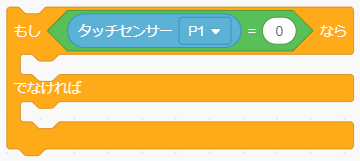 もし タッチセンサー P1 = 0 なら
でなければ